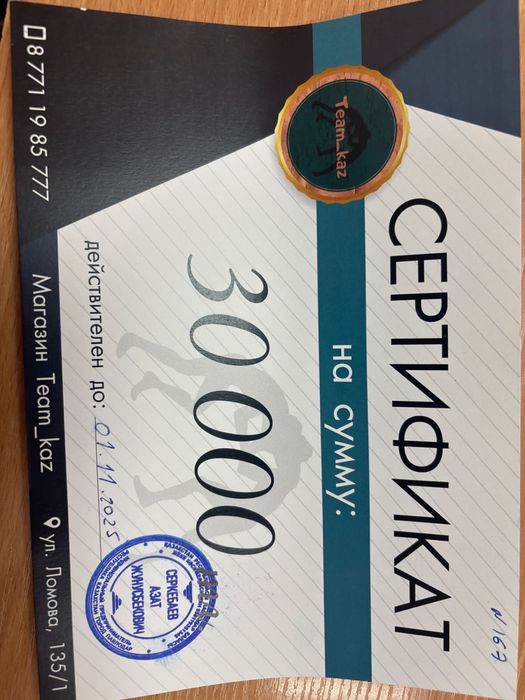 СЕРТИФИКАТ
N 167
Team_kaz
на сумму:
30 000
действителен до: 01.11.2025
СЕРКЕБАЕВ
АЗАТ
ЖУНУСБЕКОВИЧ
8 771 19 85 777
Магазин Team_kaz
ул. Ломова, 135/1